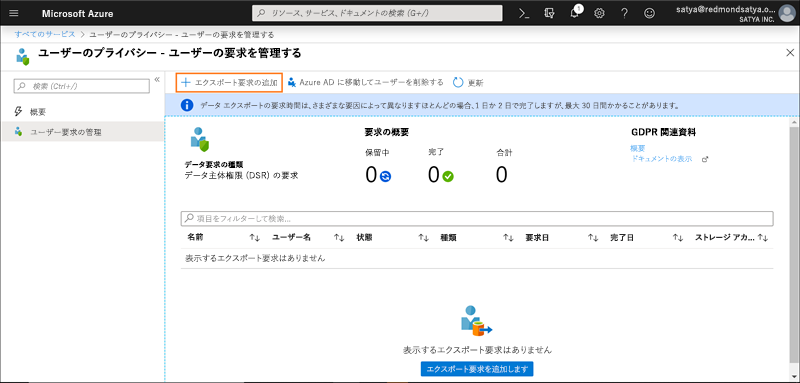 Microsoft Azure
リソース、サービス、ドキュメントの検索 (G+/)
1
satya@redmondsatya.o...
SATYA INC.
すべてのサービス > ユーザーのプライバシー - ユーザーの要求を管理する
ユーザーのプライバシー - ユーザーの要求を管理する
検索 (Ctrl+/)
概要
ユーザー要求の管理
エクスポート要求の追加
Azure AD に移動してユーザーを削除する
更新
データ エクスポートの要求時間は、さまざまな要因によって異なりますほとんどの場合、1 日か 2 日で完了しますが、最大 30 日間かかることがあります。
データ要求の種類
データ主体権限 (DSR) の要求
要求の概要
保留中 完了 合計
0 0 0
GDPR 関連資料
概要
ドキュメントの表示
項目をフィルターして検索...
名前 ユーザー名 状態 種類 要求日 完了日 ストレージ アカ...
表示するエクスポート要求はありません
表示するエクスポート要求はありません
エクスポート要求を追加します